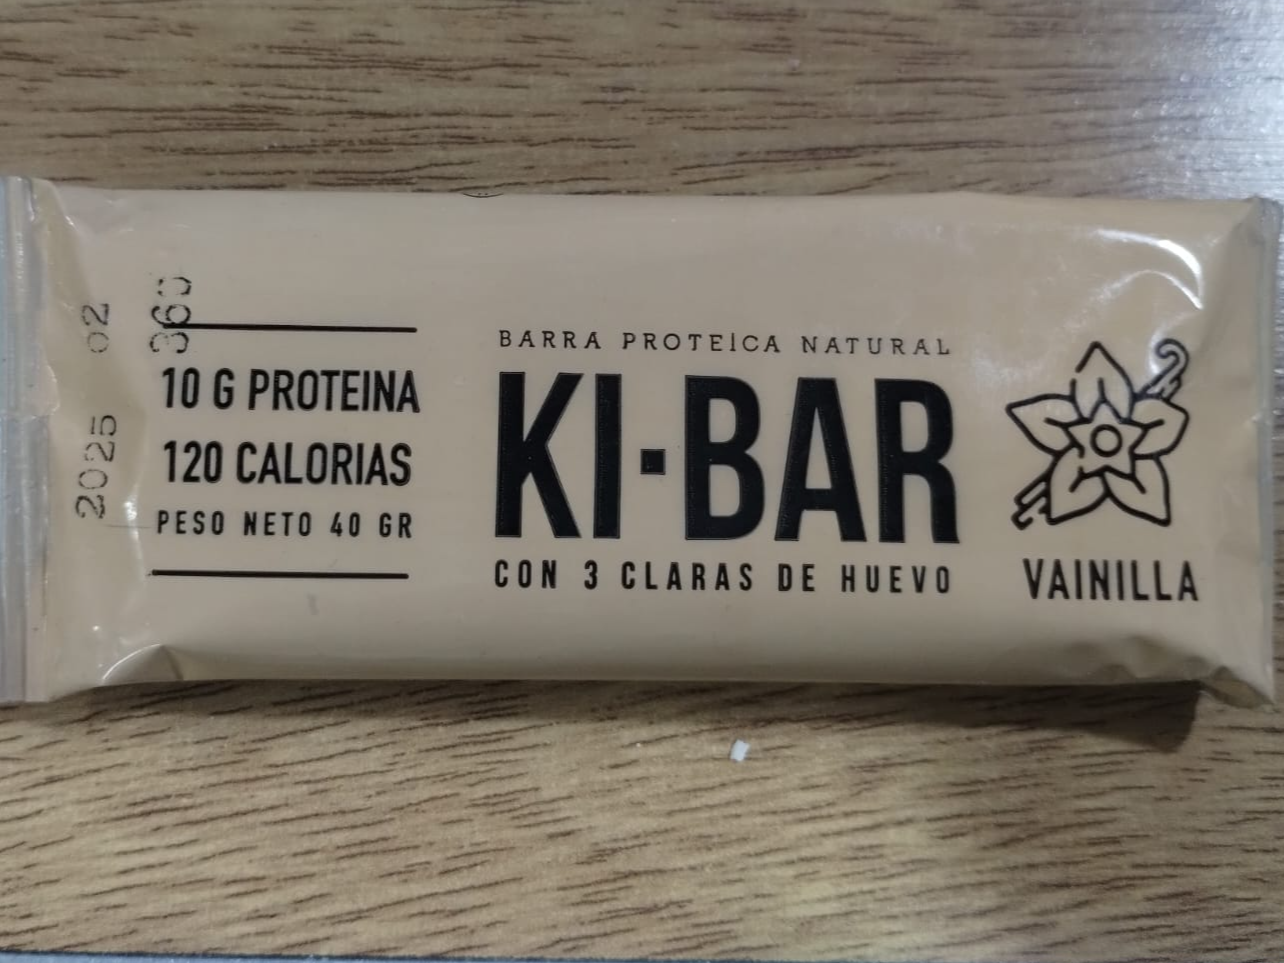 2025 02
360
10 G PROTEINA
120 CALORIAS
PESO NETO 40 GR
BARRA PROTEICA NATURAL
KI·BAR
CON 3 CLARAS DE HUEVO
VAINILLA